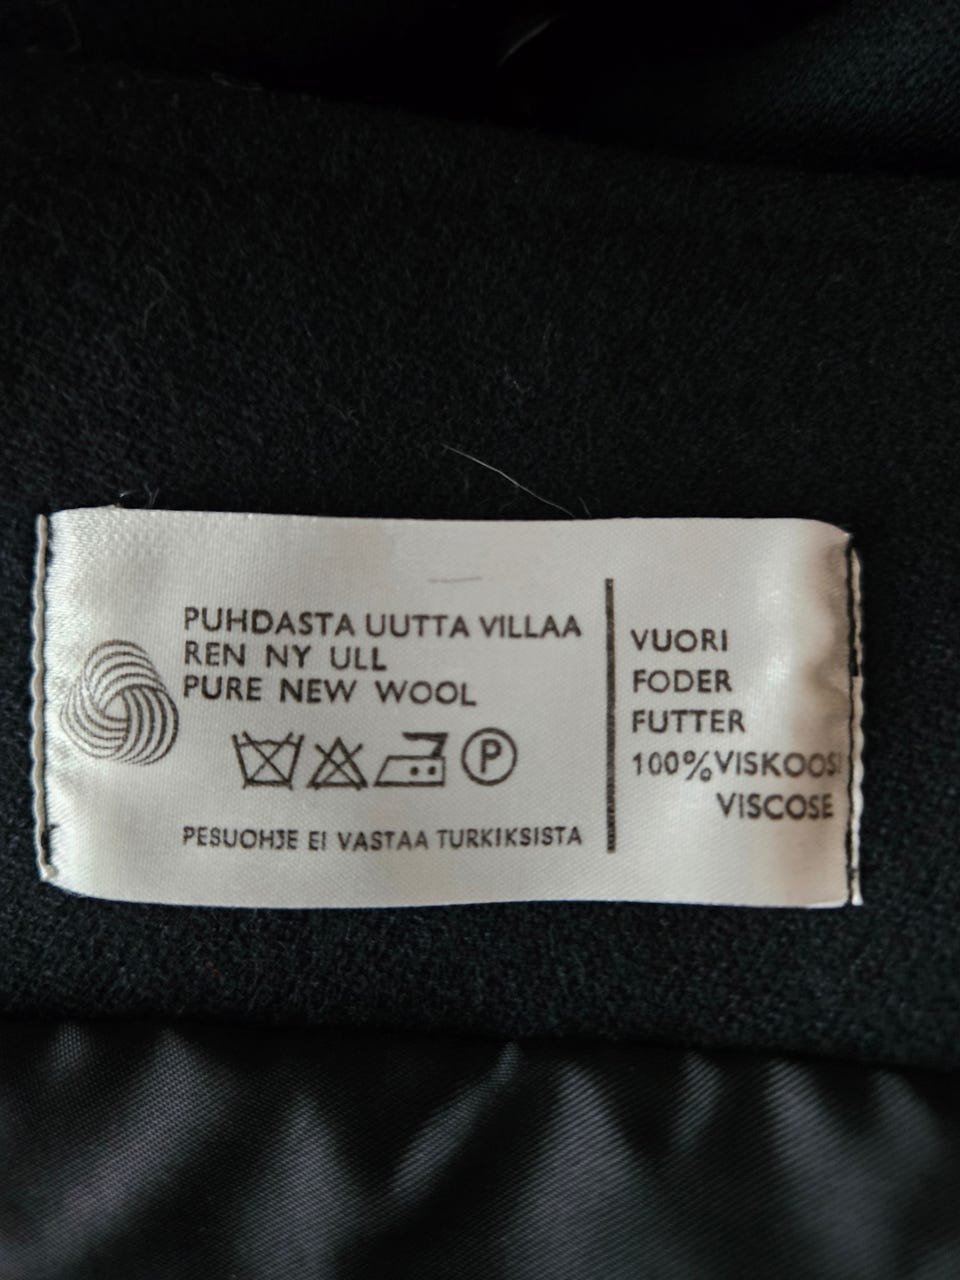 PUHDASTA UUTTA VILLAA
REN NY ULL
PURE NEW WOOL
P
PESUOHJE EI VASTAA TURKIKSISTA
VUORI
FODER
FUTTER
100% VISKOOSI
VISCOSE